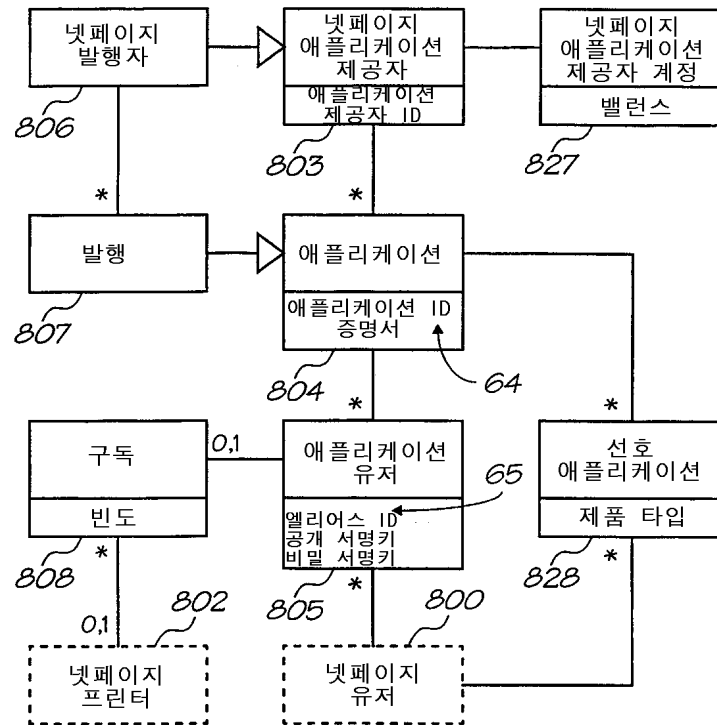 넷페이지
발행자
806
넷페이지
애플리케이션
제공자
애플리케이션
제공자 ID
803
넷페이지
애플리케이션
제공자 계정
밸런스
827
*
*
발행
807
애플리케이션
애플리케이션 ID
증명서
804
64
*
*
구독
빈도
808
0,1
애플리케이션
유저
65
엘리어스 ID
공개 서명키
비밀 서명키
805
선호
애플리케이션
제품 타입
828
*
*
*
0,1
802
넷페이지
프린터
800
넷페이지
유저